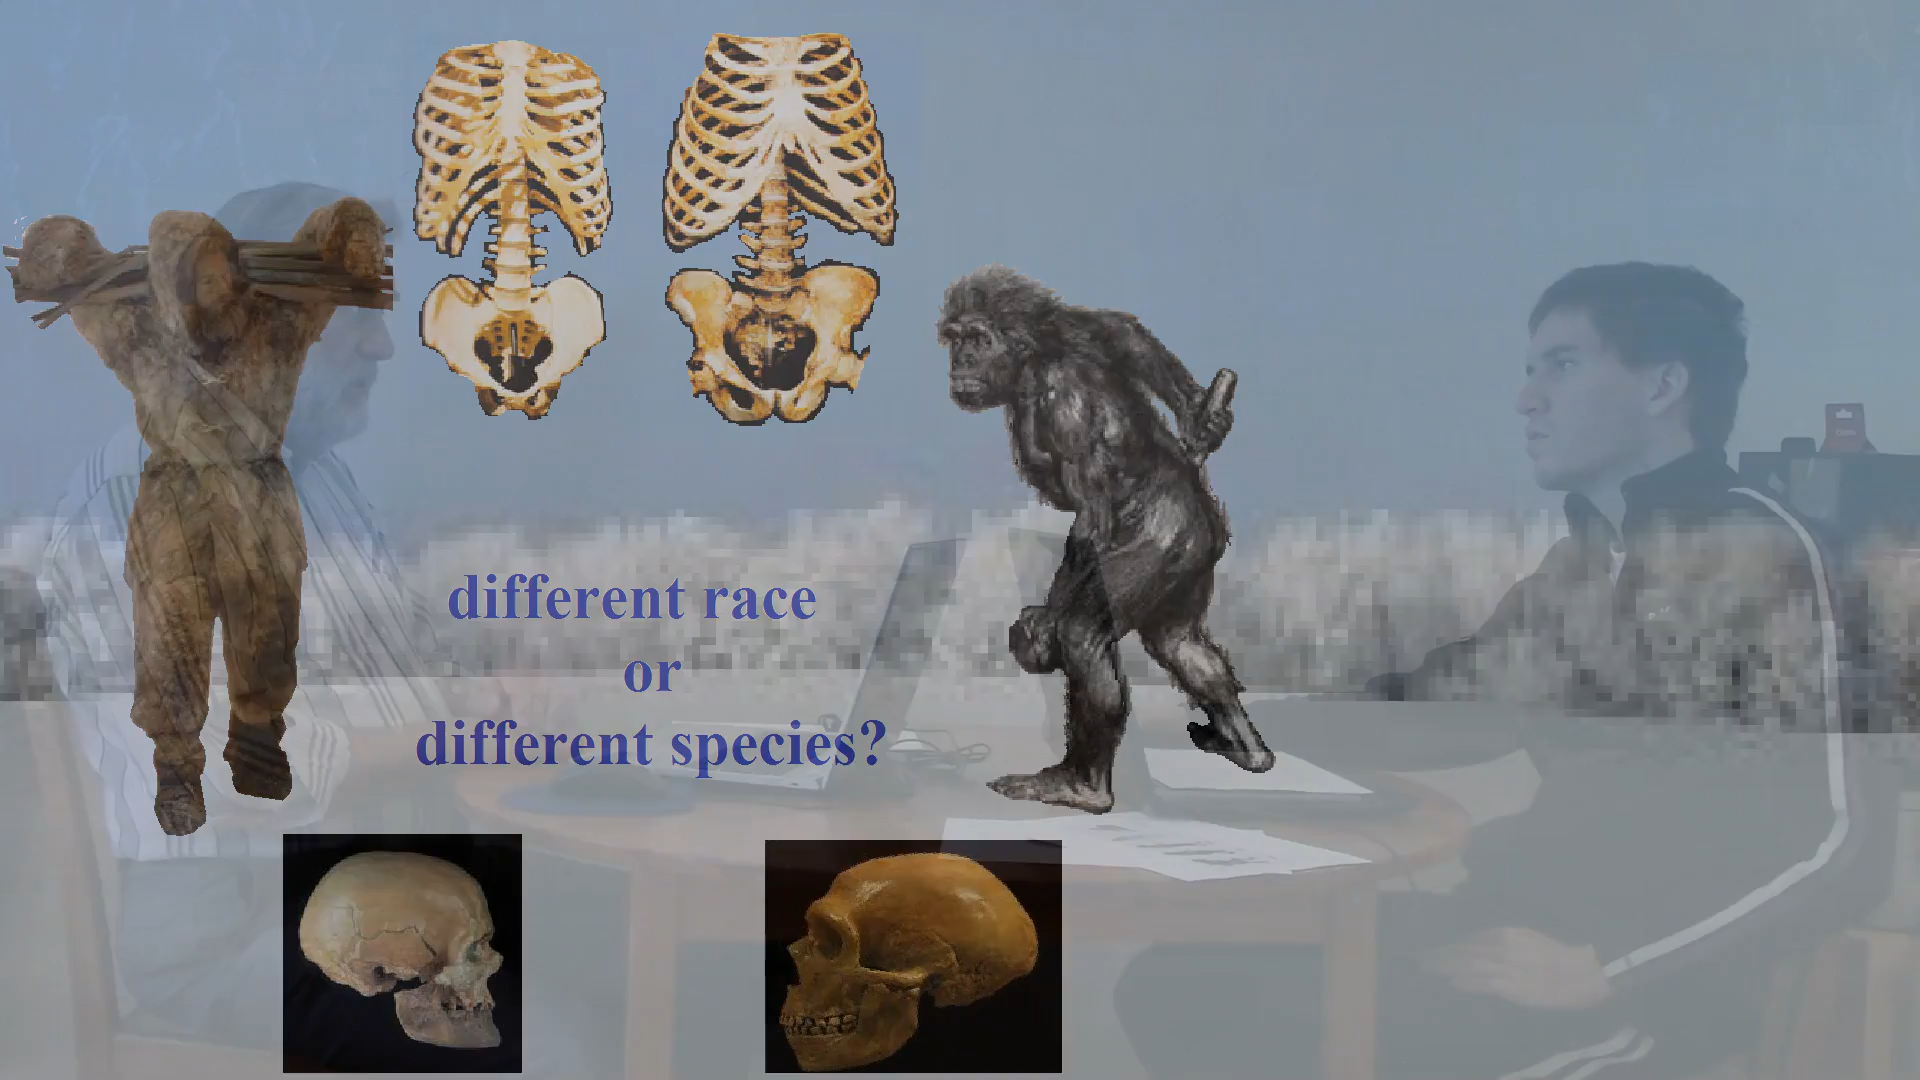 different race
or
different species?